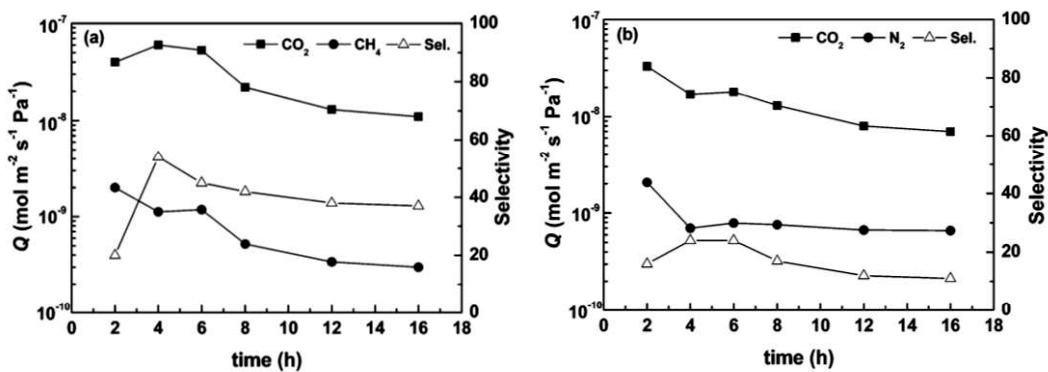 (a)
CO₂ CH₄ Sel.
10⁻⁷
10⁻⁸
10⁻⁹
10⁻¹⁰
Q (mol m⁻² s⁻¹ Pa⁻¹)
100
80
60
40
20
0
Selectivity
0 2 4 6 8 10 12 14 16 18
time (h)
(b)
CO₂ N₂ Sel.
10⁻⁷
10⁻⁸
10⁻⁹
10⁻¹⁰
Q (mol m⁻² s⁻¹ Pa⁻¹)
100
80
60
40
20
0
Selectivity
0 2 4 6 8 10 12 14 16 18
time (h)